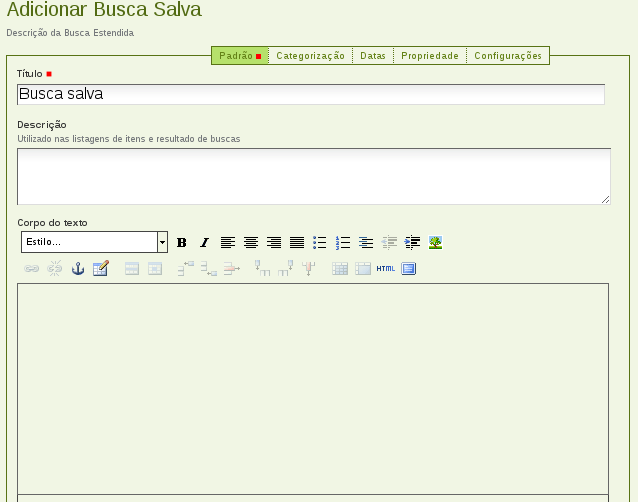 Adicionar Busca Salva
Descrição da Busca Estendida
Padrão Categorização Datas Propriedade Configurações
Título
Busca salva
Descrição
Utilizado nas listagens de itens e resultado de buscas
Corpo do texto
Estilo... B I
HTML